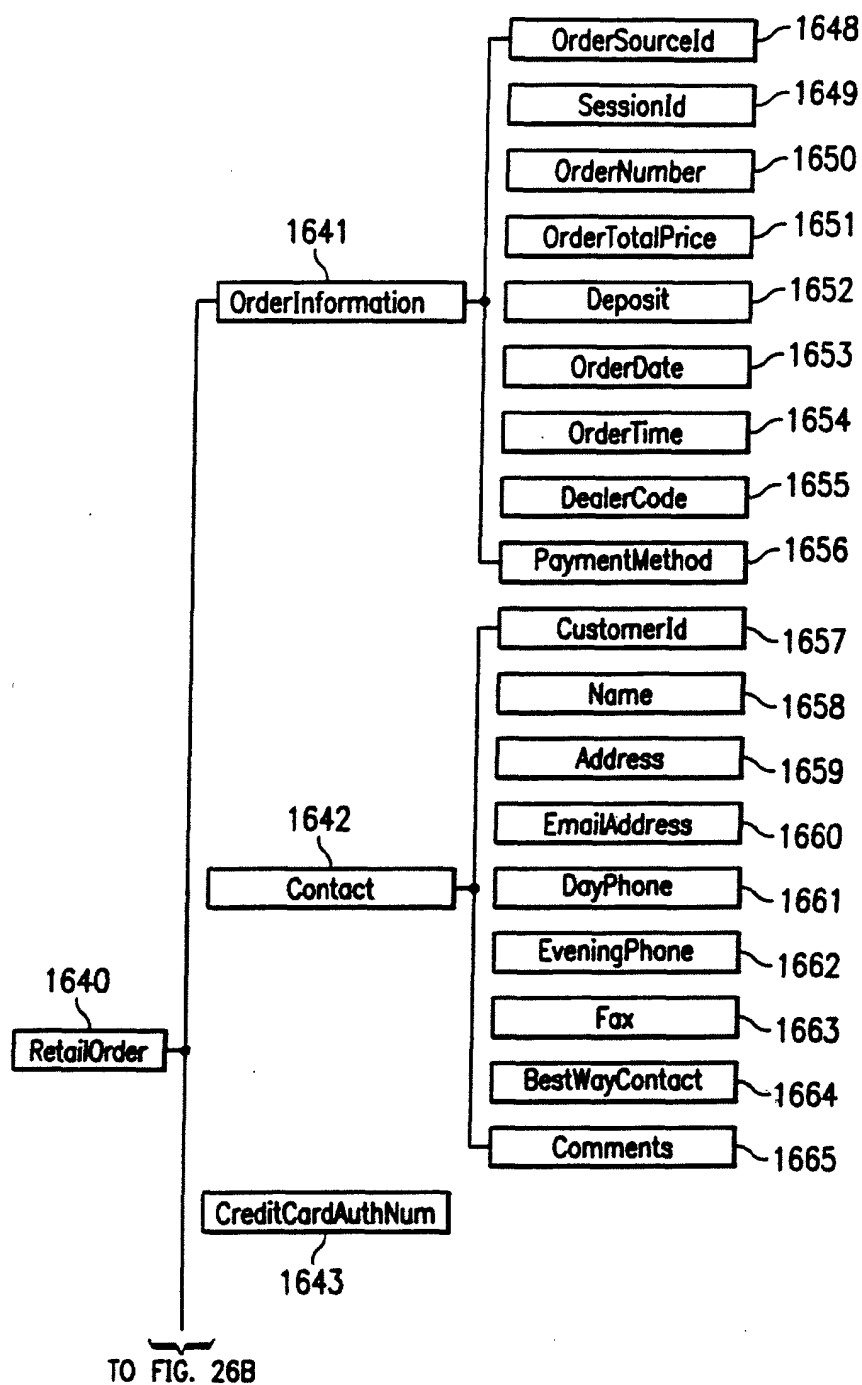 OrderSourceId 1648
SessionId 1649
OrderNumber 1650
OrderTotalPrice 1651
1641
OrderInformation
Deposit 1652
OrderDate 1653
OrderTime 1654
DealerCode 1655
PaymentMethod 1656
CustomerId 1657
Name 1658
Address 1659
EmailAddress 1660
1642
Contact
DayPhone 1661
EveningPhone 1662
1640
RetailOrder
Fax 1663
BestWayContact 1664
Comments 1665
CreditCardAuthNum
1643
TO FIG. 26B